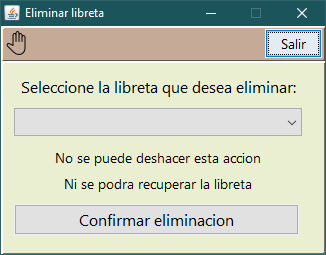 Eliminar libreta
Salir
Seleccione la libreta que desea eliminar:
No se puede deshacer esta accion
Ni se podra recuperar la libreta
Confirmar eliminacion